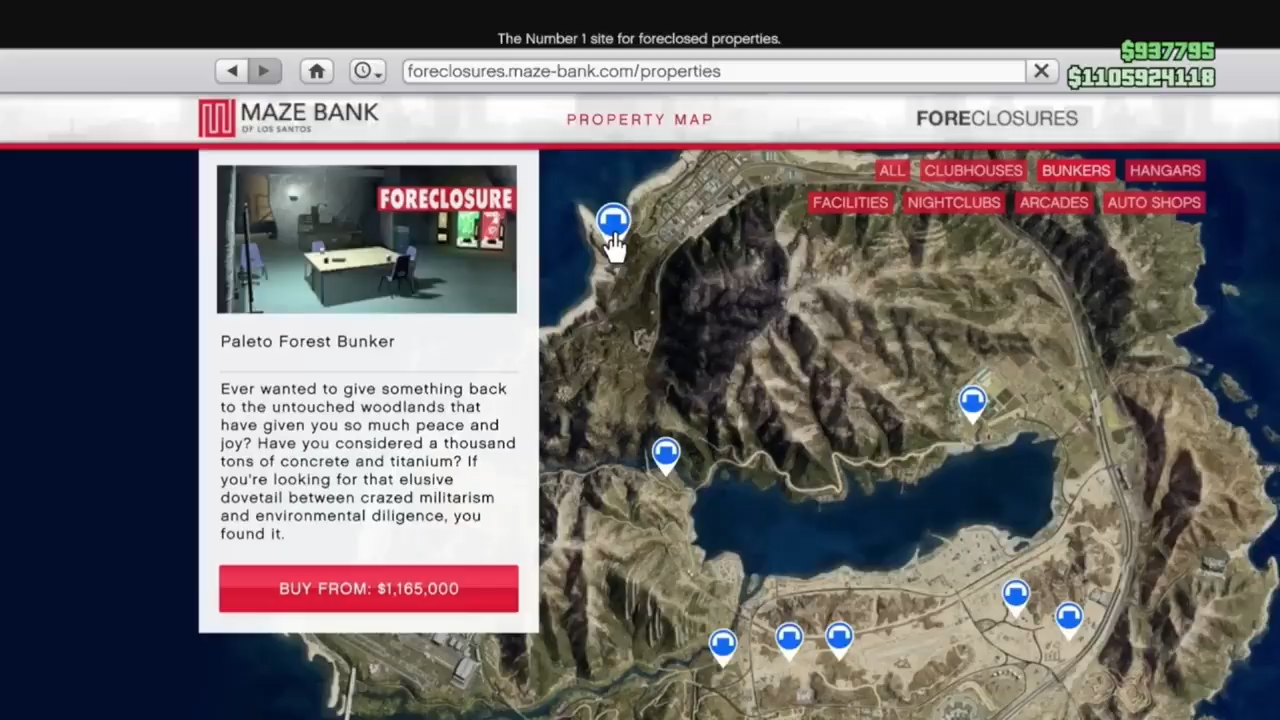 The Number 1 site for foreclosed properties.
$937795
foreclosures.maze-bank.com/properties
$1105924118
MAZE BANK
OF LOS SANTOS
PROPERTY MAP
FORECLOSURES
FORECLOSURE
ALL CLUBHOUSES BUNKERS HANGARS
FACILITIES NIGHTCLUBS ARCADES AUTO SHOPS
Paleto Forest Bunker
Ever wanted to give something back
to the untouched woodlands that
have given you so much peace and
joy? Have you considered a thousand
tons of concrete and titanium? If
you're looking for that elusive
dovetail between crazed militarism
and environmental diligence, you
found it.
BUY FROM: $1,165,000